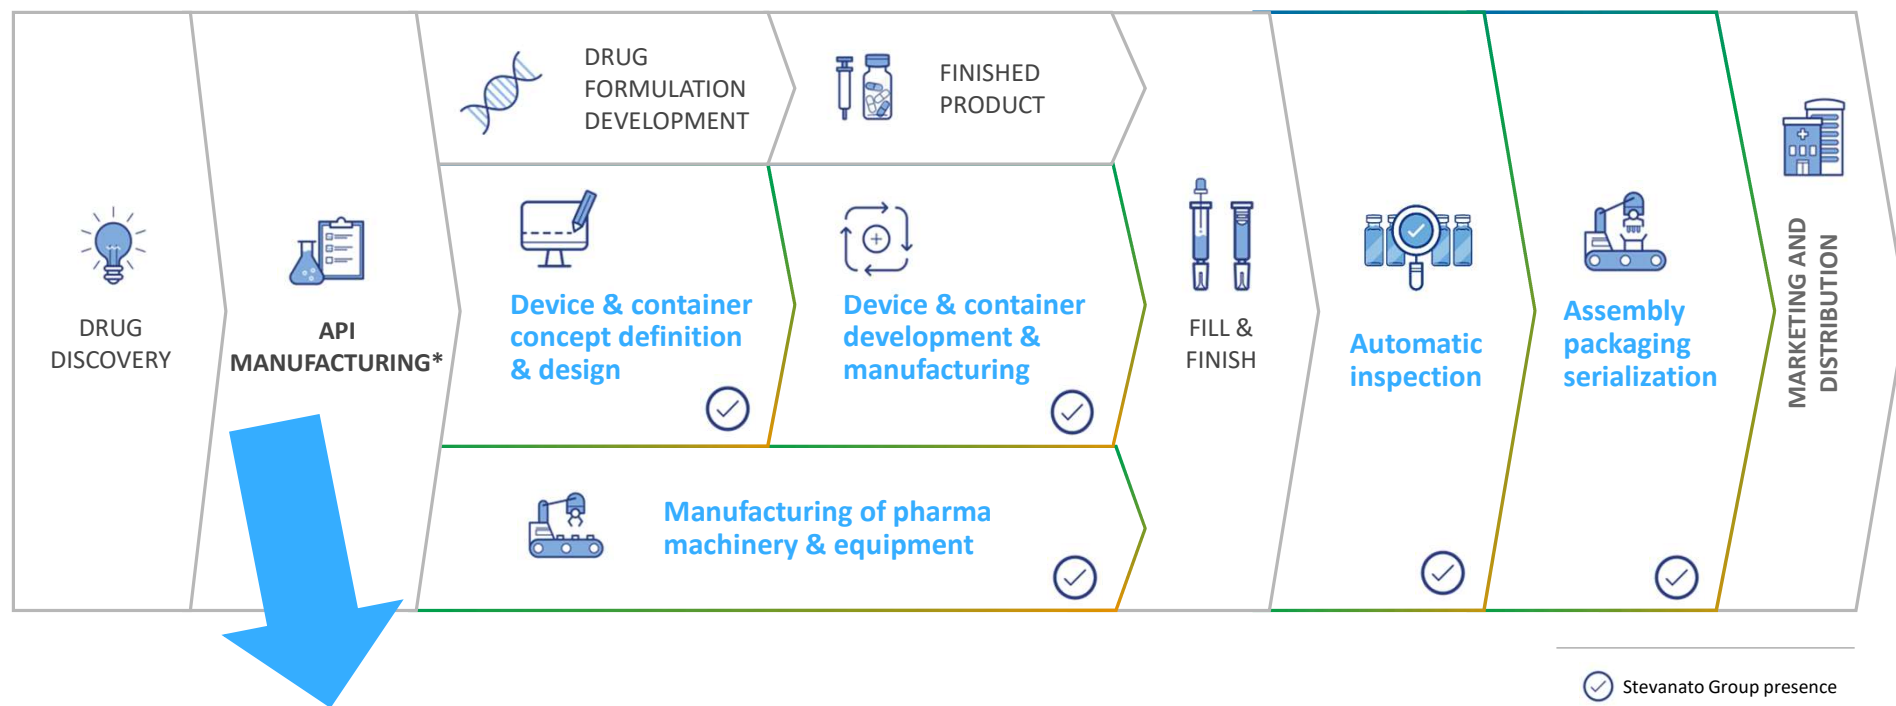 DRUG
DISCOVERY
API
MANUFACTURING*
DRUG
FORMULATION
DEVELOPMENT
FINISHED
PRODUCT
Device & container
concept definition
& design
Device & container
development &
manufacturing
Manufacturing of pharma
machinery & equipment
FILL &
FINISH
Automatic
inspection
Assembly
packaging
serialization
MARKETING AND
DISTRIBUTION
Stevanato Group presence